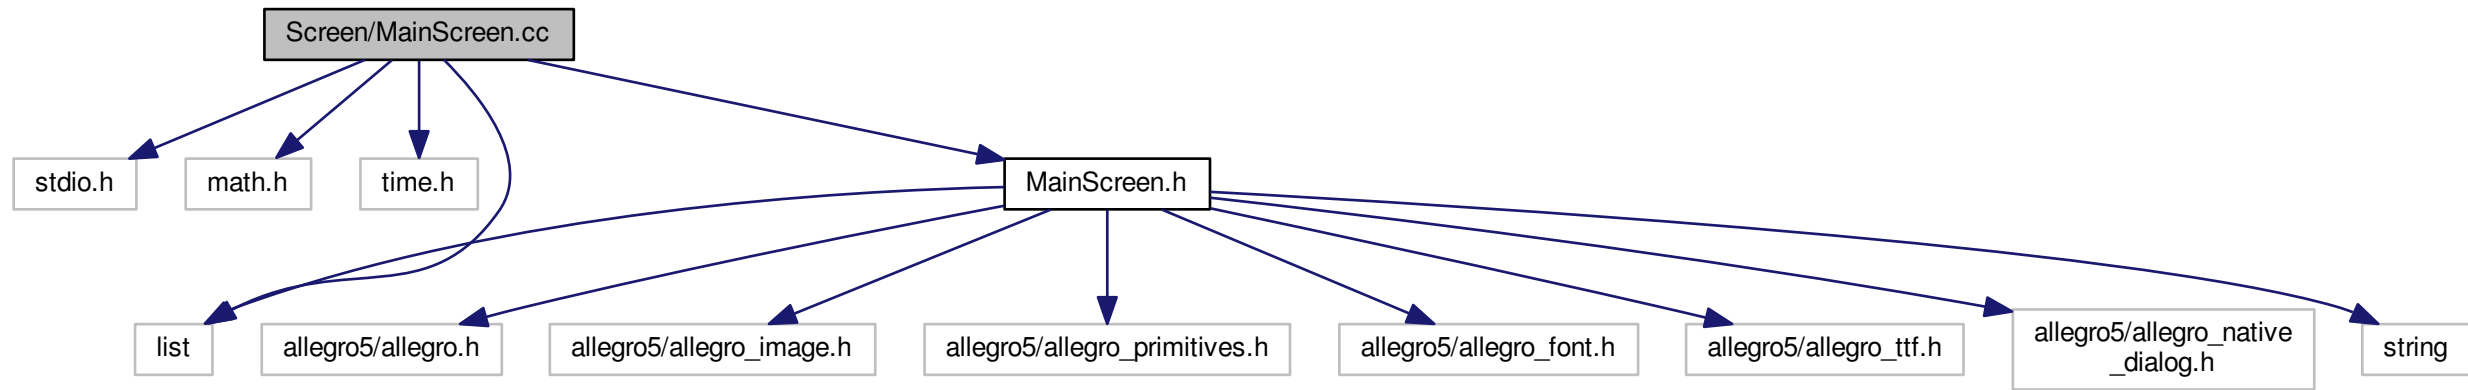 Screen/MainScreen.cc
stdio.h
math.h
time.h
MainScreen.h
list
allegro5/allegro.h
allegro5/allegro_image.h
allegro5/allegro_primitives.h
allegro5/allegro_font.h
allegro5/allegro_ttf.h
allegro5/allegro_native
_dialog.h
string